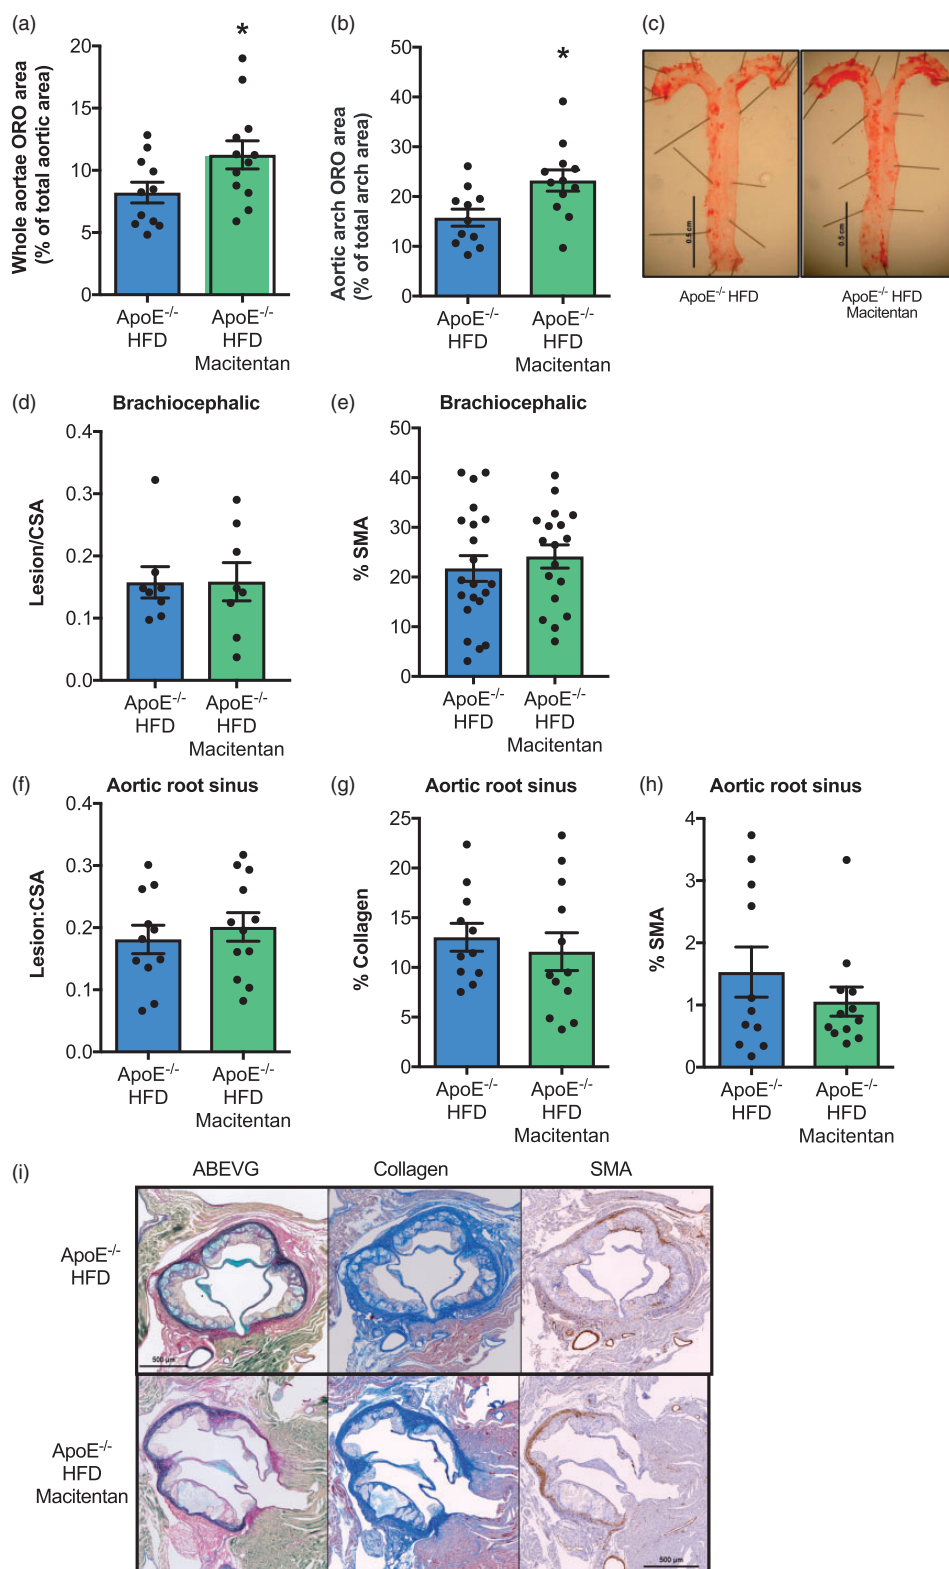 (a)
Whole aortae ORO area
(% of total aortic area)
20
15
10
5
0
*
ApoE-/-
HFD
ApoE-/-
HFD
Macitentan
(b)
Aortic arch ORO area
(% of total arch area)
50
40
30
20
10
0
*
ApoE-/-
HFD
ApoE-/-
HFD
Macitentan
(c)
0.5 cm
0.5 cm
ApoE-/- HFD
ApoE-/- HFD
Macitentan
(d)
Brachiocephalic
Lesion/CSA
0.4
0.3
0.2
0.1
0.0
ApoE-/-
HFD
ApoE-/-
HFD
Macitentan
(e)
Brachiocephalic
% SMA
50
40
30
20
10
0
ApoE-/-
HFD
ApoE-/-
HFD
Macitentan
(f)
Aortic root sinus
Lesion:CSA
0.4
0.3
0.2
0.1
0.0
ApoE-/-
HFD
ApoE-/-
HFD
Macitentan
(g)
Aortic root sinus
% Collagen
25
20
15
10
5
0
ApoE-/-
HFD
ApoE-/-
HFD
Macitentan
(h)
Aortic root sinus
% SMA
4
3
2
1
0
ApoE-/-
HFD
ApoE-/-
HFD
Macitentan
(i)
ABEVG
Collagen
SMA
ApoE-/-
HFD
500 µm
ApoE-/-
HFD
Macitentan
500 µm